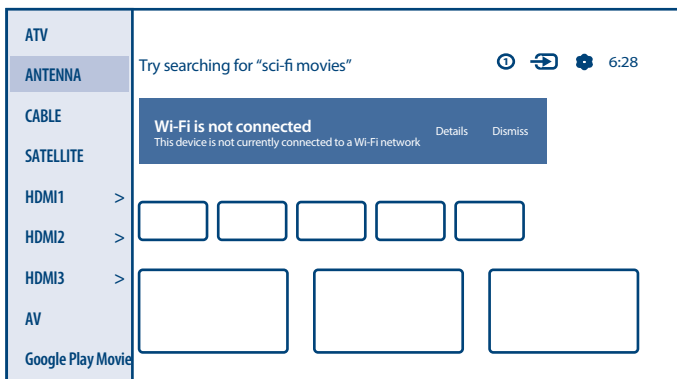 ATV
ANTENNA
CABLE
SATELLITE
HDMI1 >
HDMI2 >
HDMI3 >
AV
Google Play Movie
Try searching for “sci-fi movies”
1 6:28
Wi-Fi is not connected
This device is not currently connected to a Wi-Fi network
Details Dismiss